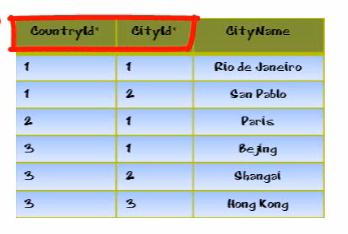 CountryId* CityId* CityName
1 1 Rio de Janeiro
1 2 San Pablo
2 1 Paris
3 1 Bejing
3 2 Shangai
3 3 Hong Kong